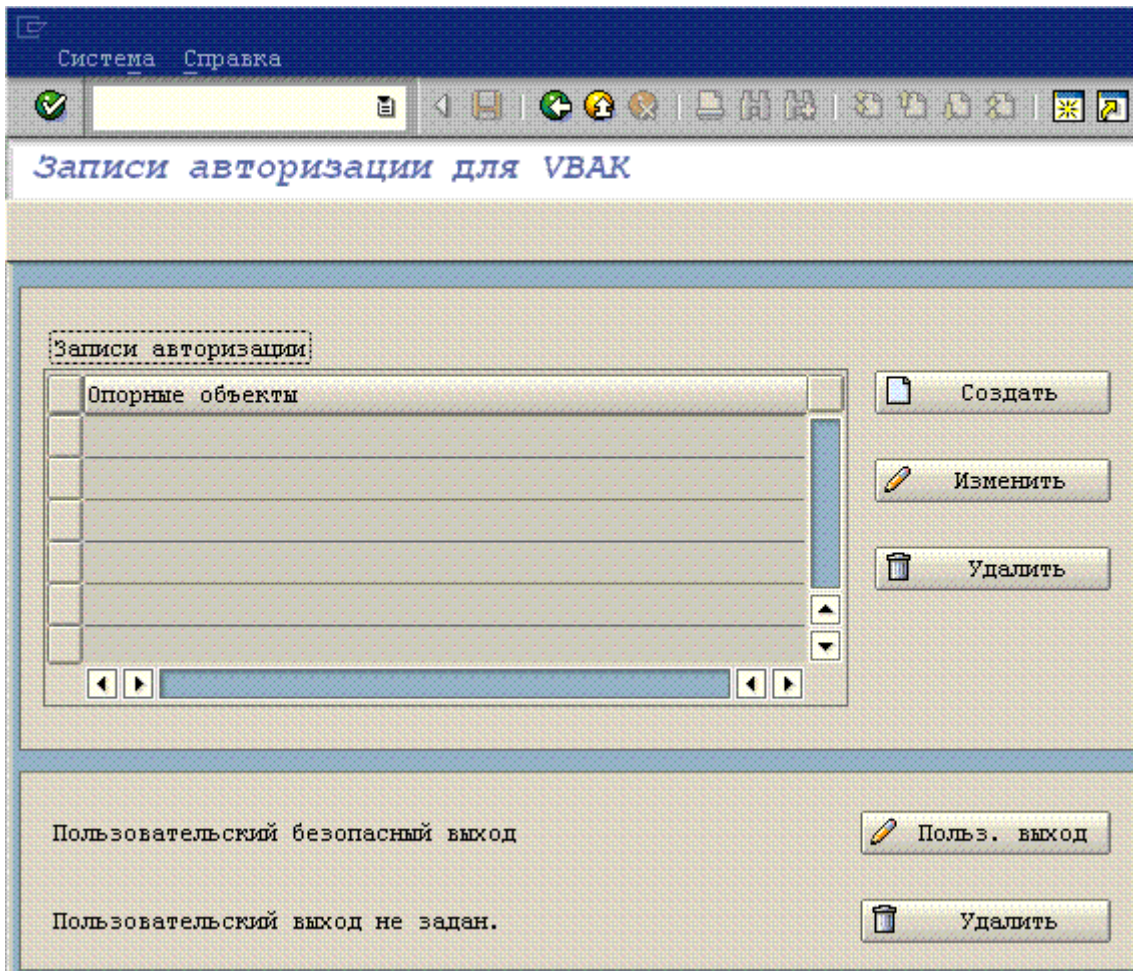 Система Справка
Записи авторизации для VBAK
Записи авторизации
Опорные объекты
Создать
Изменить
Удалить
Пользовательский безопасный выход
Польз. выход
Пользовательский выход не задан.
Удалить